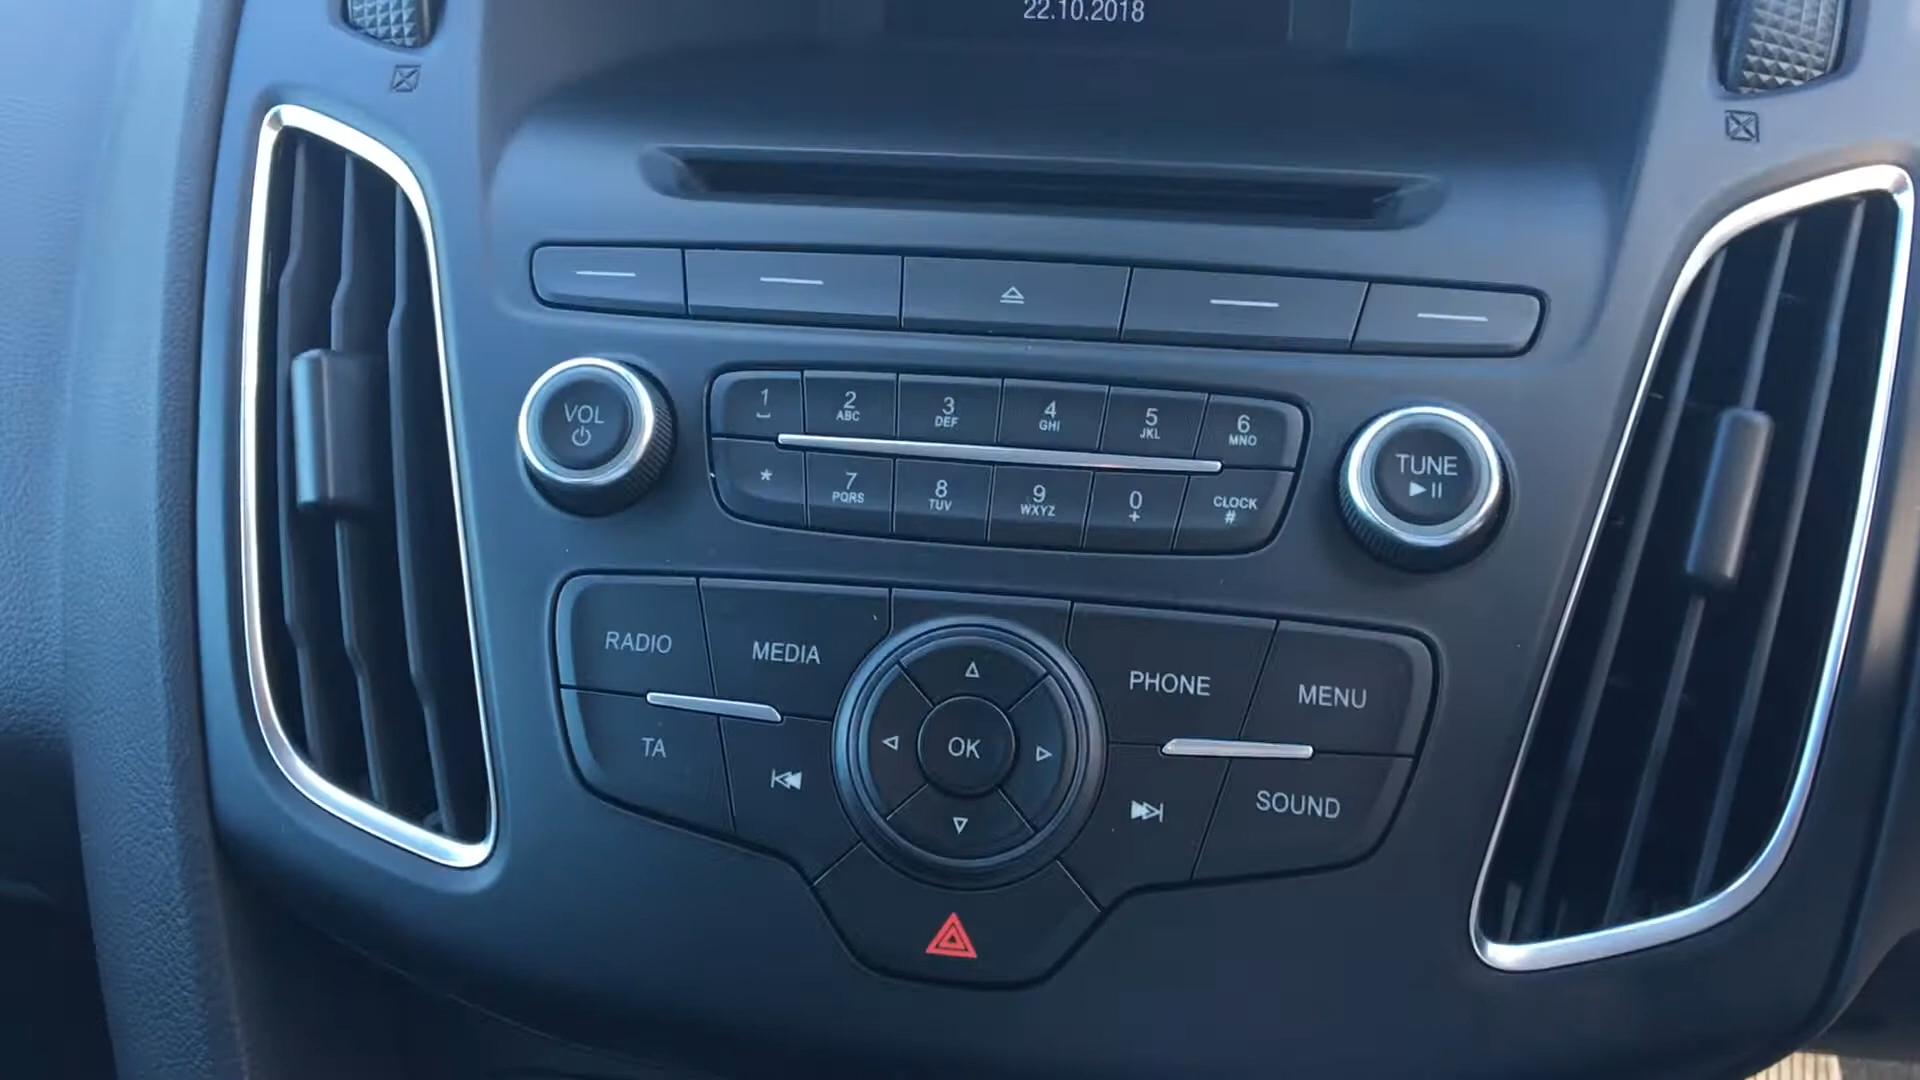 22.10.2018
VOL
1
2
ABC
3
DEF
4
GHI
5
JKL
6
MNO
*
7
PQRS
8
TUV
9
WXYZ
0
+
CLOCK
#
TUNE
RADIO
MEDIA
PHONE
MENU
TA
OK
SOUND